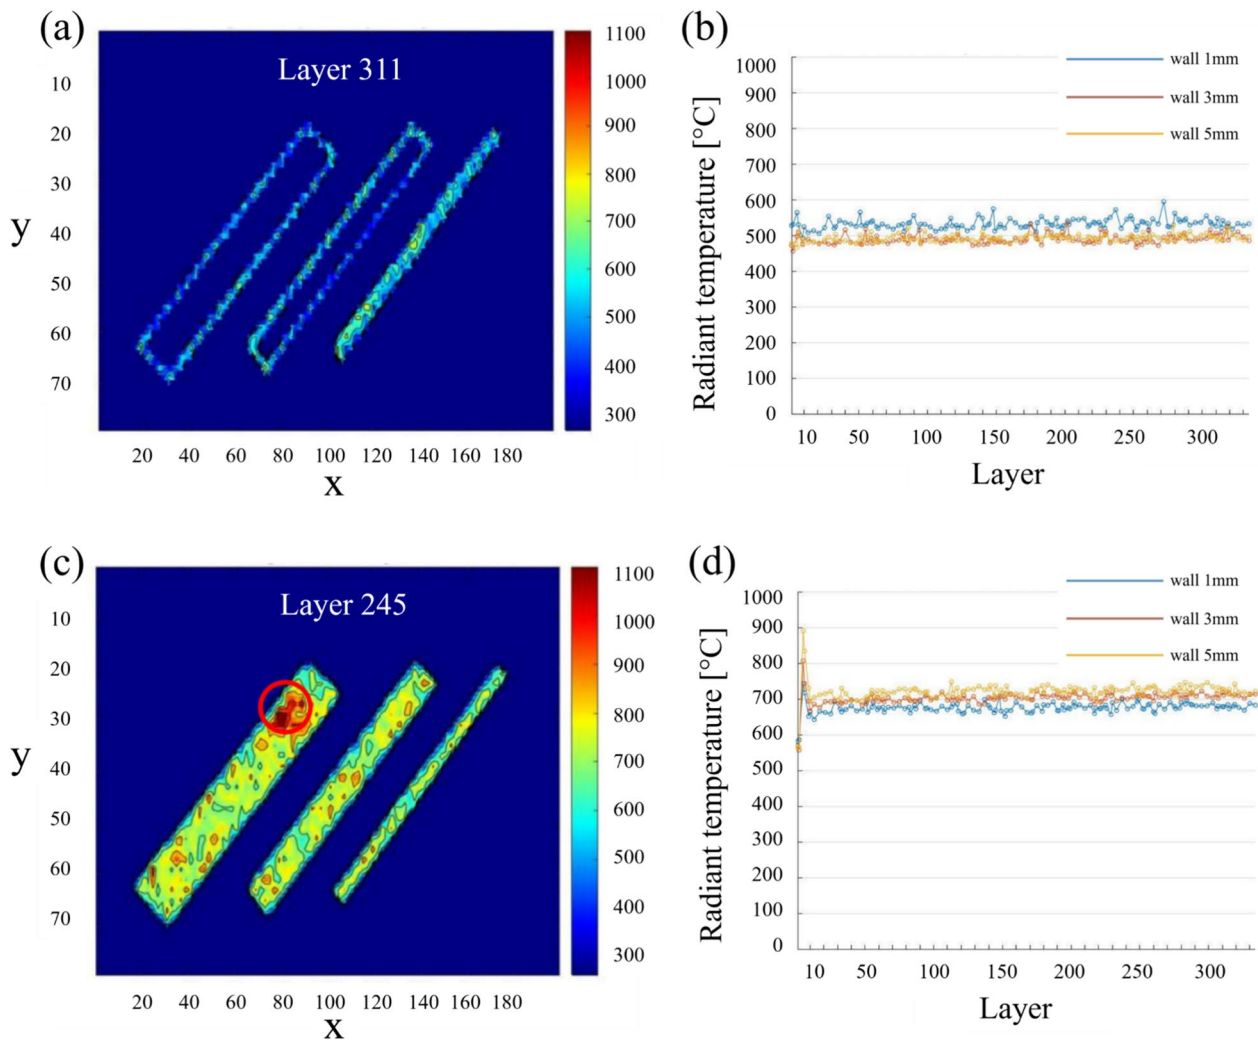 (a)
Layer 311
10
20
30
40
50
60
70
y
20 40 60 80 100 120 140 160 180
x
1100
1000
900
800
700
600
500
400
300
(b)
Radiant temperature [°C]
1000
900
800
700
600
500
400
300
200
100
0
wall 1mm
wall 3mm
wall 5mm
10 50 100 150 200 250 300
Layer
(c)
Layer 245
10
20
30
40
50
60
70
y
20 40 60 80 100 120 140 160 180
x
1100
1000
900
800
700
600
500
400
300
(d)
Radiant temperature [°C]
1000
900
800
700
600
500
400
300
200
100
0
wall 1mm
wall 3mm
wall 5mm
10 50 100 150 200 250 300
Layer